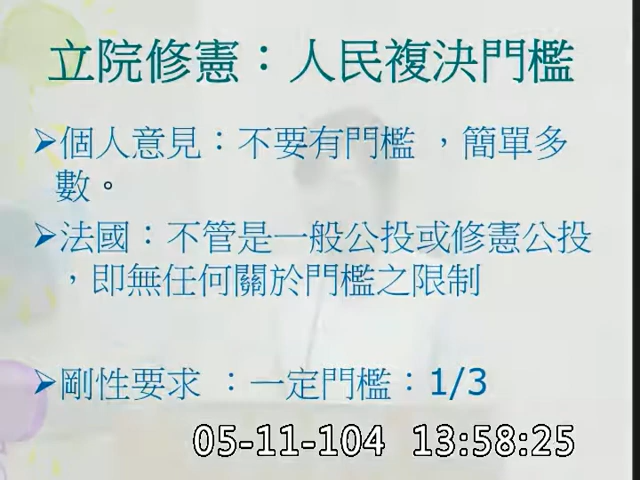 立院修憲：人民複決門檻
➢個人意見：不要有門檻 ，簡單多
數。
➢法國：不管是一般公投或修憲公投
，即無任何關於門檻之限制
➢剛性要求 ：一定門檻：1/3
05-11-104 13:58:25